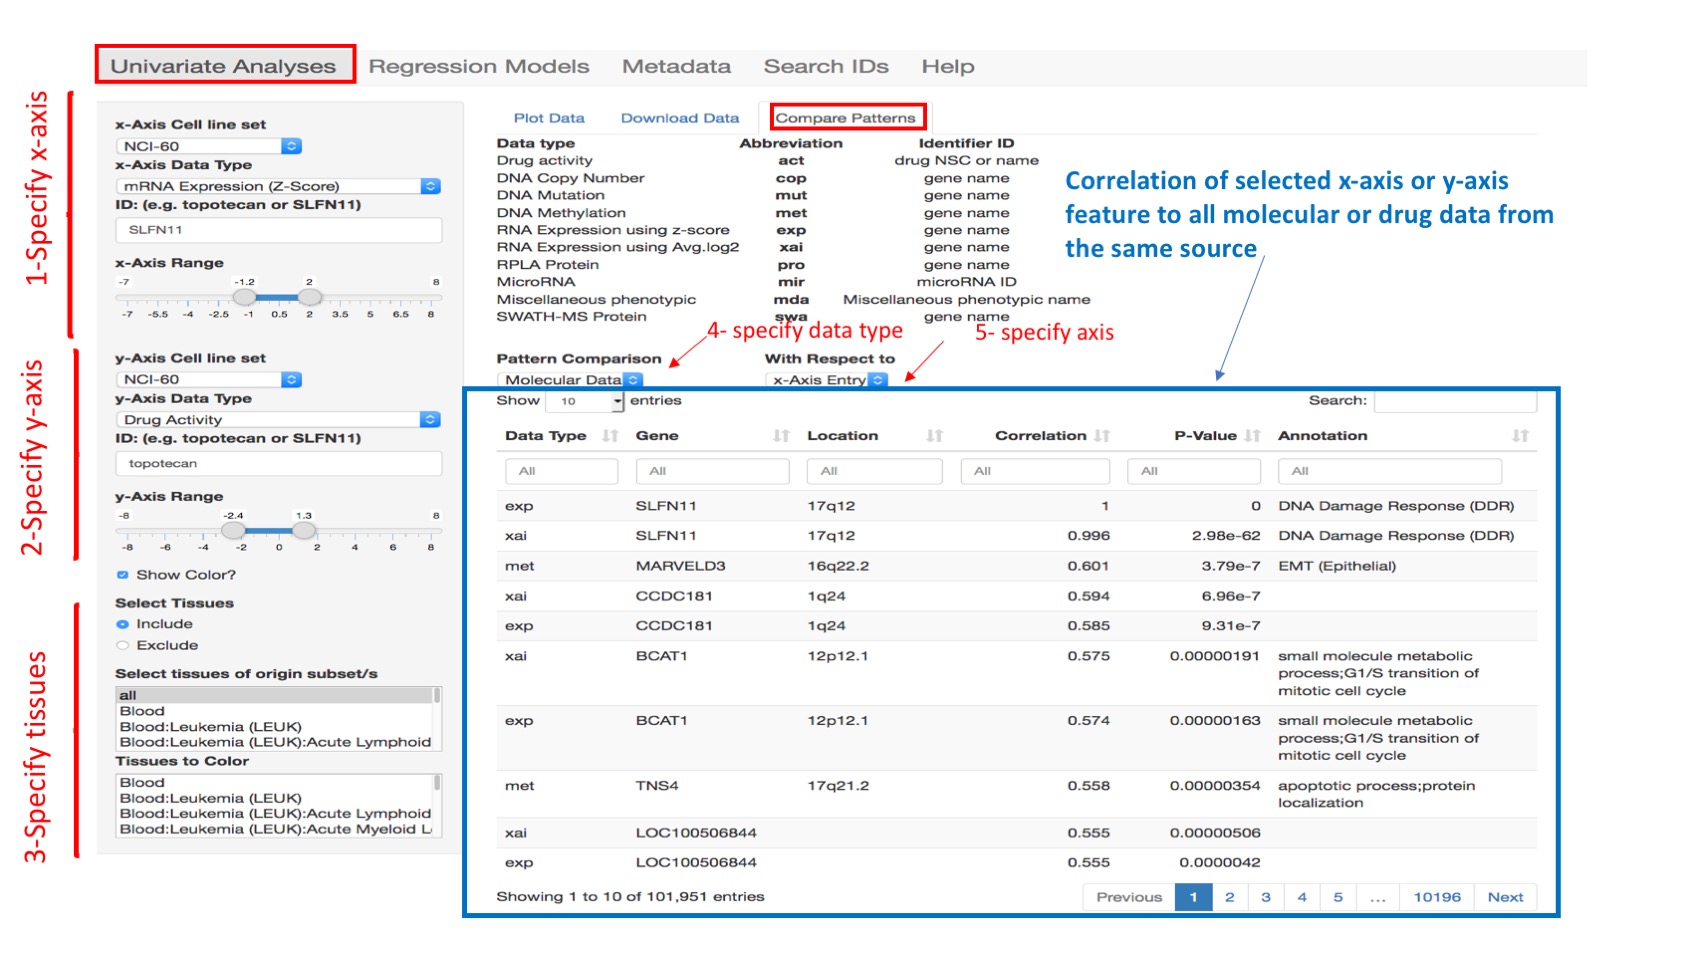 Univariate Analyses Regression Models Metadata Search IDs Help
1-Specify x-axis
x-Axis Cell line set
NCI-60
x-Axis Data Type
mRNA Expression (Z-Score)
ID: (e.g. topotecan or SLFN11)
SLFN11
x-Axis Range
-7 -1.2 2 8
-7 -5.5 -4 -2.5 -1 0.5 2 3.5 5 6.5 8
2-Specify y-axis
y-Axis Cell line set
NCI-60
y-Axis Data Type
Drug Activity
ID: (e.g. topotecan or SLFN11)
topotecan
y-Axis Range
-8 -2.4 1.3 8
-8 -6 -4 -2 0 2 4 6 8
Show Color?
3-Specify tissues
Select Tissues
Include
Exclude
Select tissues of origin subset/s
all
Blood
Blood:Leukemia (LEUK)
Blood:Leukemia (LEUK):Acute Lymphoid
Tissues to Color
Blood
Blood:Leukemia (LEUK)
Blood:Leukemia (LEUK):Acute Lymphoid
Blood:Leukemia (LEUK):Acute Myeloid L
Plot Data Download Data Compare Patterns
Data type Abbreviation Identifier ID
Drug activity act drug NSC or name
DNA Copy Number cop gene name
DNA Mutation mut gene name
DNA Methylation met gene name
RNA Expression using z-score exp gene name
RNA Expression using Avg.log2 xai gene name
RPLA Protein pro gene name
MicroRNA mir microRNA ID
Miscellaneous phenotypic mda Miscellaneous phenotypic name
SWATH-MS Protein swa gene name
Correlation of selected x-axis or y-axis
feature to all molecular or drug data from
the same source
4- specify data type
5- specify axis
Pattern Comparison With Respect to
Molecular Data x-Axis Entry
Show 10 entries Search:
Data Type Gene Location Correlation P-Value Annotation
All All All All All All
exp SLFN11 17q12 1 0 DNA Damage Response (DDR)
xai SLFN11 17q12 0.996 2.98e-62 DNA Damage Response (DDR)
met MARVELD3 16q22.2 0.601 3.79e-7 EMT (Epithelial)
xai CCDC181 1q24 0.594 6.96e-7
exp CCDC181 1q24 0.585 9.31e-7
xai BCAT1 12p12.1 0.575 0.00000191 small molecule metabolic
process;G1/S transition of
mitotic cell cycle
exp BCAT1 12p12.1 0.574 0.00000163 small molecule metabolic
process;G1/S transition of
mitotic cell cycle
met TNS4 17q21.2 0.558 0.00000354 apoptotic process;protein
localization
xai LOC100506844 0.555 0.00000506
exp LOC100506844 0.555 0.0000042
Showing 1 to 10 of 101,951 entries Previous 1 2 3 4 5 ... 10196 Next